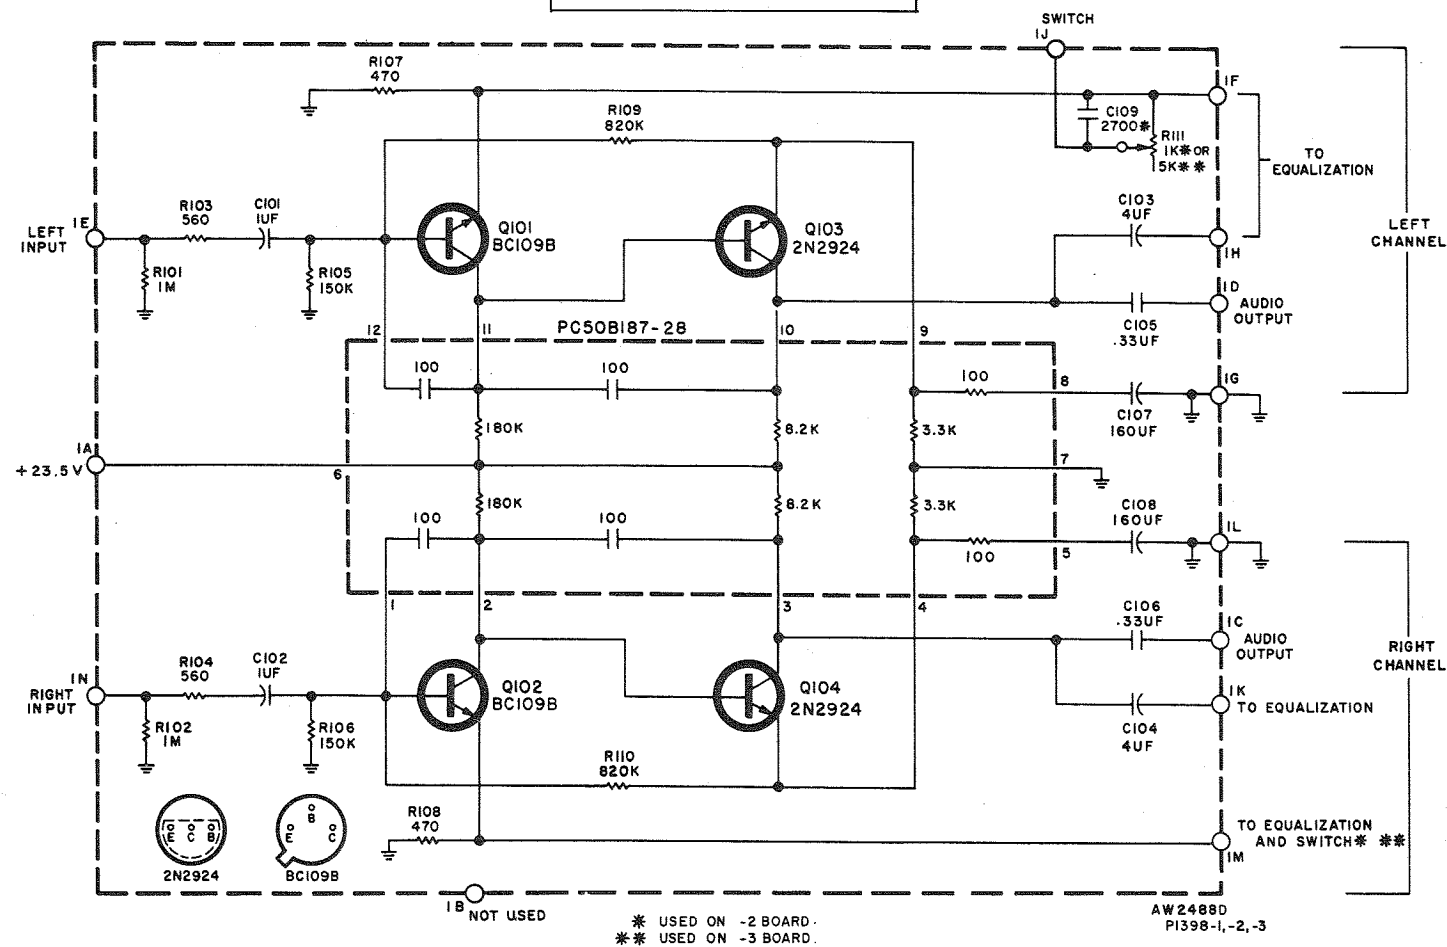 SWITCH
1J
R107
470
1F
R109
820K
C109
2700*
R111
1K* OR
5K**
TO
EQUALIZATION
R103
560
C101
1UF
C103
4UF
1E
LEFT
INPUT
Q101
BC109B
Q103
2N2924
LEFT
CHANNEL
1H
R101
1M
R105
150K
1D
AUDIO
OUTPUT
C105
.33UF
12
11
PC50B187-28
10
9
100
100
100
8
1G
C107
160UF
180K
8.2K
3.3K
1A
+23.5V
6
7
180K
8.2K
3.3K
100
100
C108
160UF
1L
100
5
1
2
3
4
C106
.33UF
1C
AUDIO
OUTPUT
RIGHT
CHANNEL
1N
RIGHT
INPUT
R104
560
C102
1UF
Q102
BC109B
Q104
2N2924
1K
TO EQUALIZATION
R102
1M
R106
150K
C104
4UF
R110
820K
R108
470
E C B
2N2924
B
E C
BC109B
TO EQUALIZATION
AND SWITCH* **
1M
1B
NOT USED
* USED ON -2 BOARD.
** USED ON -3 BOARD.
AW2488D
P1398-1,-2,-3